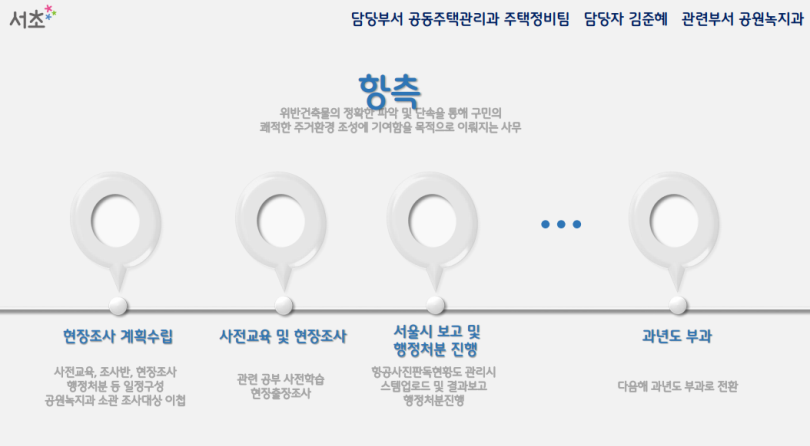 서초
담당부서 공동주택관리과 주택정비팀 담당자 김준혜 관련부서 공원녹지과
항측
위반건축물의 정확한 파악 및 단속을 통해 구민의
쾌적한 주거환경 조성에 기여함을 목적으로 이뤄지는 사무
현장조사 계획수립
사전교육, 조사반, 현장조사
행정처분 등 일정구성
공원녹지과 소관 조사대상 이첩
사전교육 및 현장조사
관련 공부 사전학습
현장출장조사
서울시 보고 및
행정처분 진행
항공사진판독현황도 관리시
스템업로드 및 결과보고
행정처분진행
과년도 부과
다음해 과년도 부과로 전환